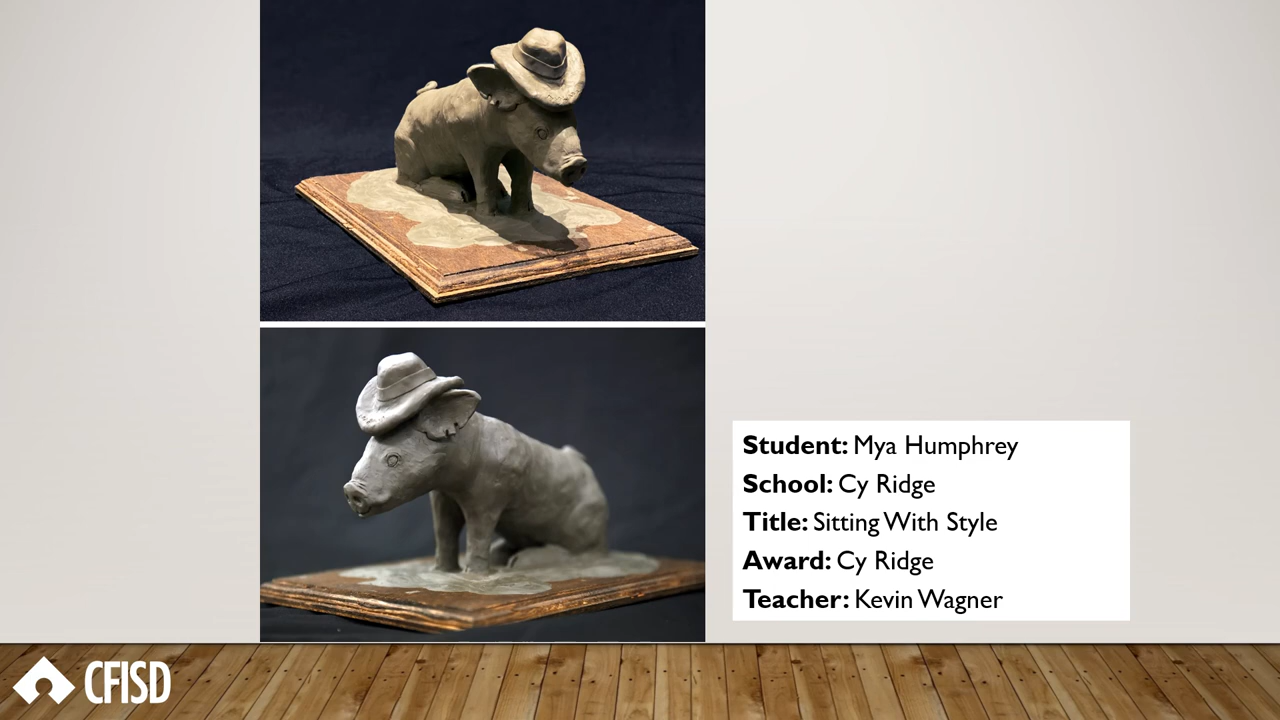 Student: Mya Humphrey
School: Cy Ridge
Title: Sitting With Style
Award: Cy Ridge
Teacher: Kevin Wagner
CFISD